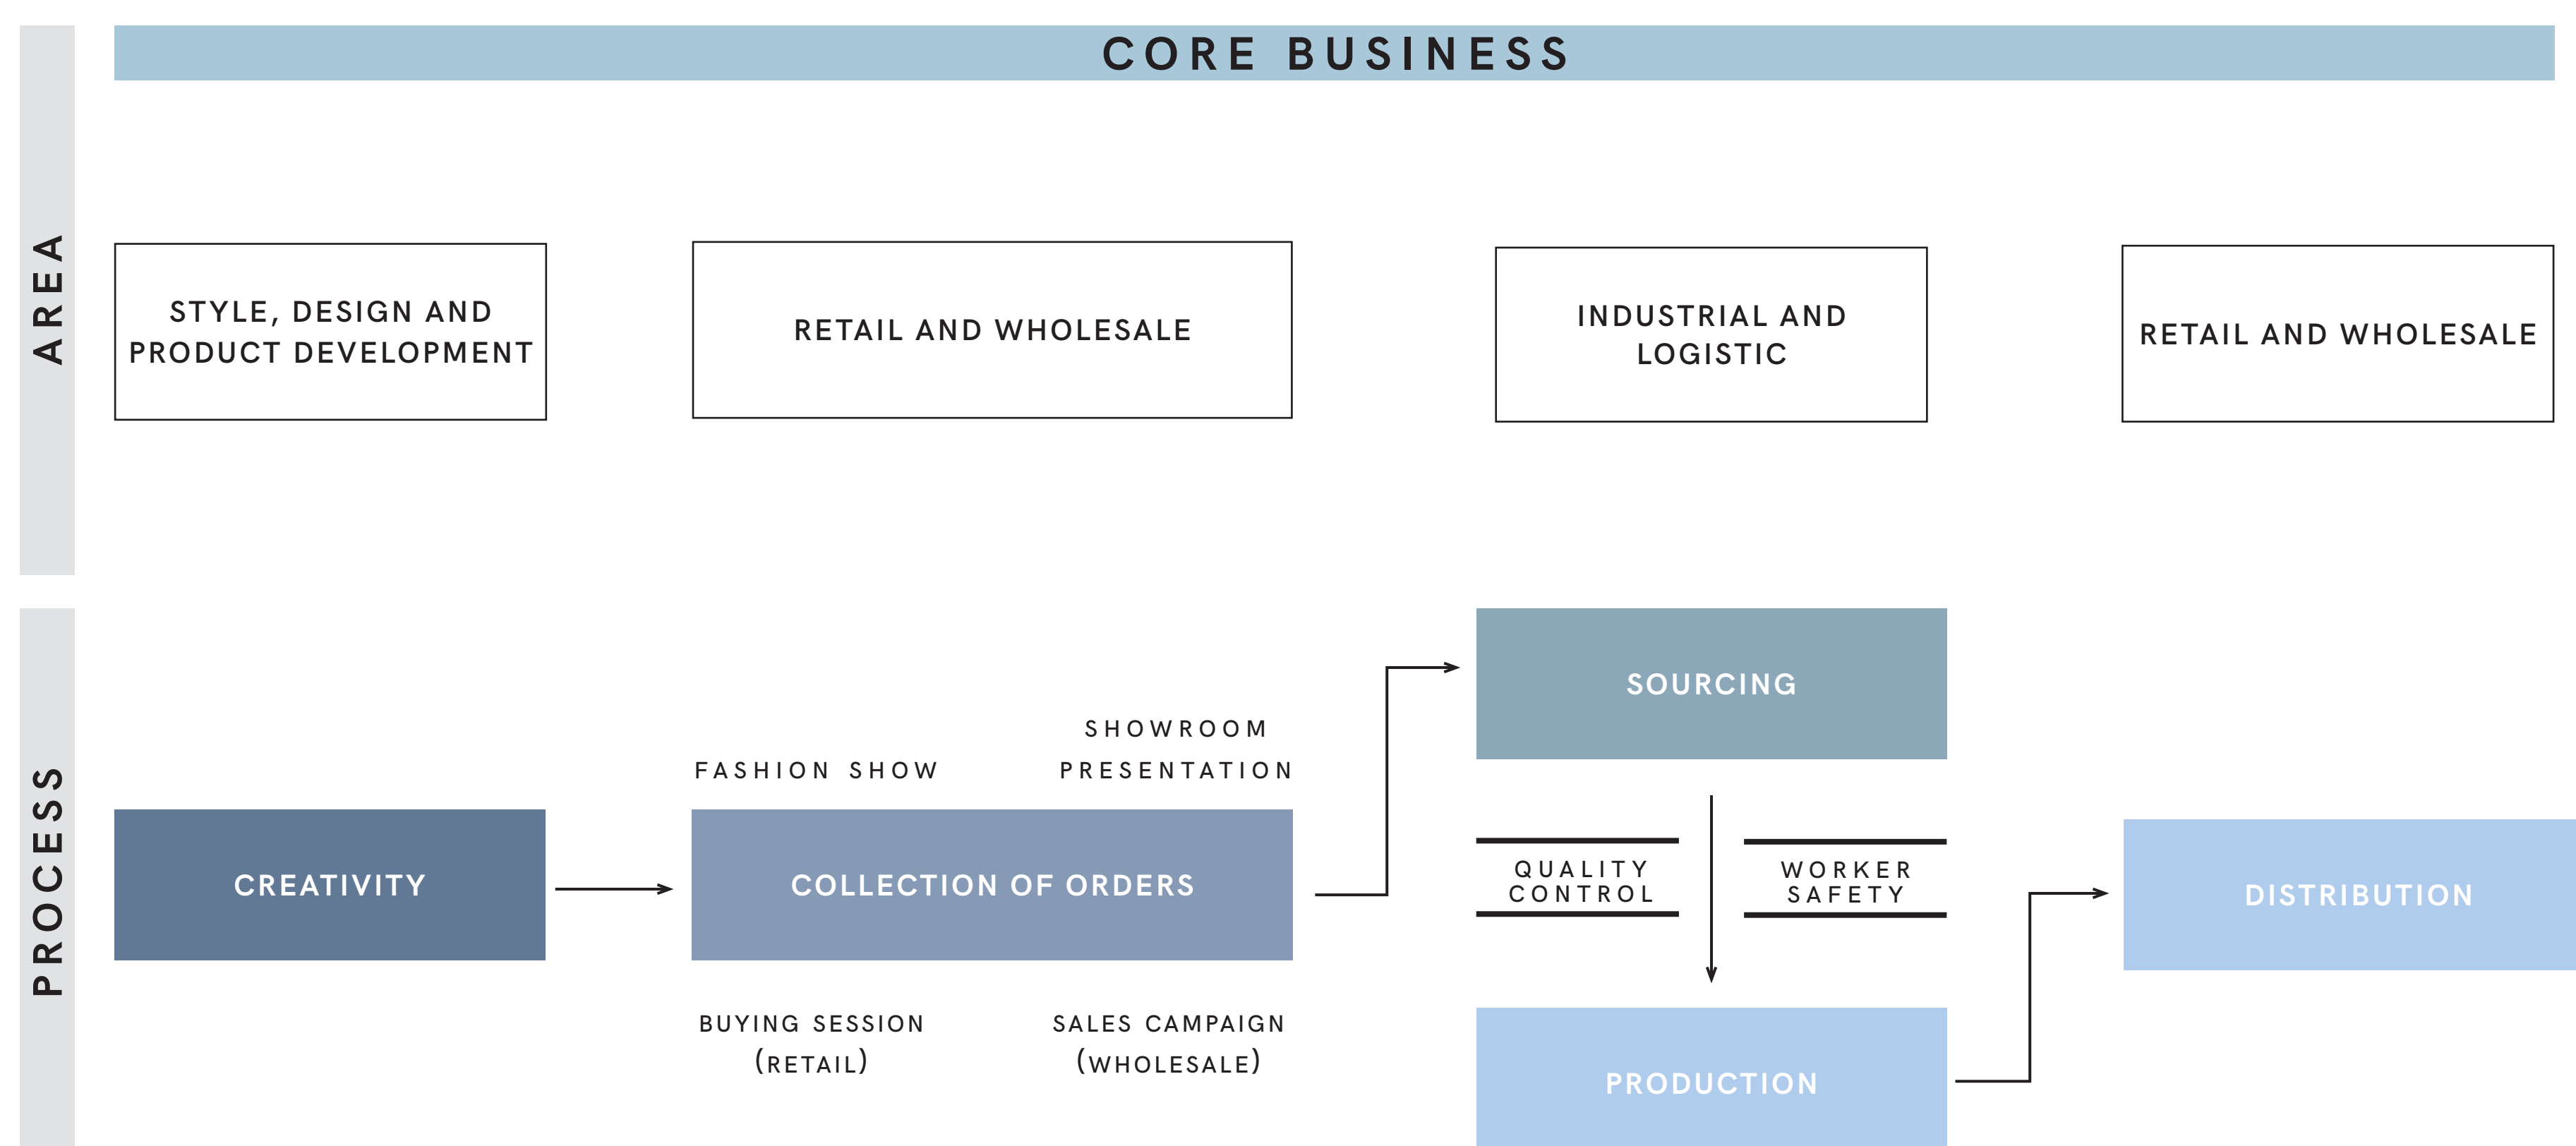 CORE BUSINESS
AREA
STYLE, DESIGN AND
PRODUCT DEVELOPMENT
RETAIL AND WHOLESALE
INDUSTRIAL AND
LOGISTIC
RETAIL AND WHOLESALE
PROCESS
CREATIVITY
FASHION SHOW
SHOWROOM
PRESENTATION
COLLECTION OF ORDERS
BUYING SESSION
(RETAIL)
SALES CAMPAIGN
(WHOLESALE)
SOURCING
QUALITY
CONTROL
WORKER
SAFETY
PRODUCTION
DISTRIBUTION